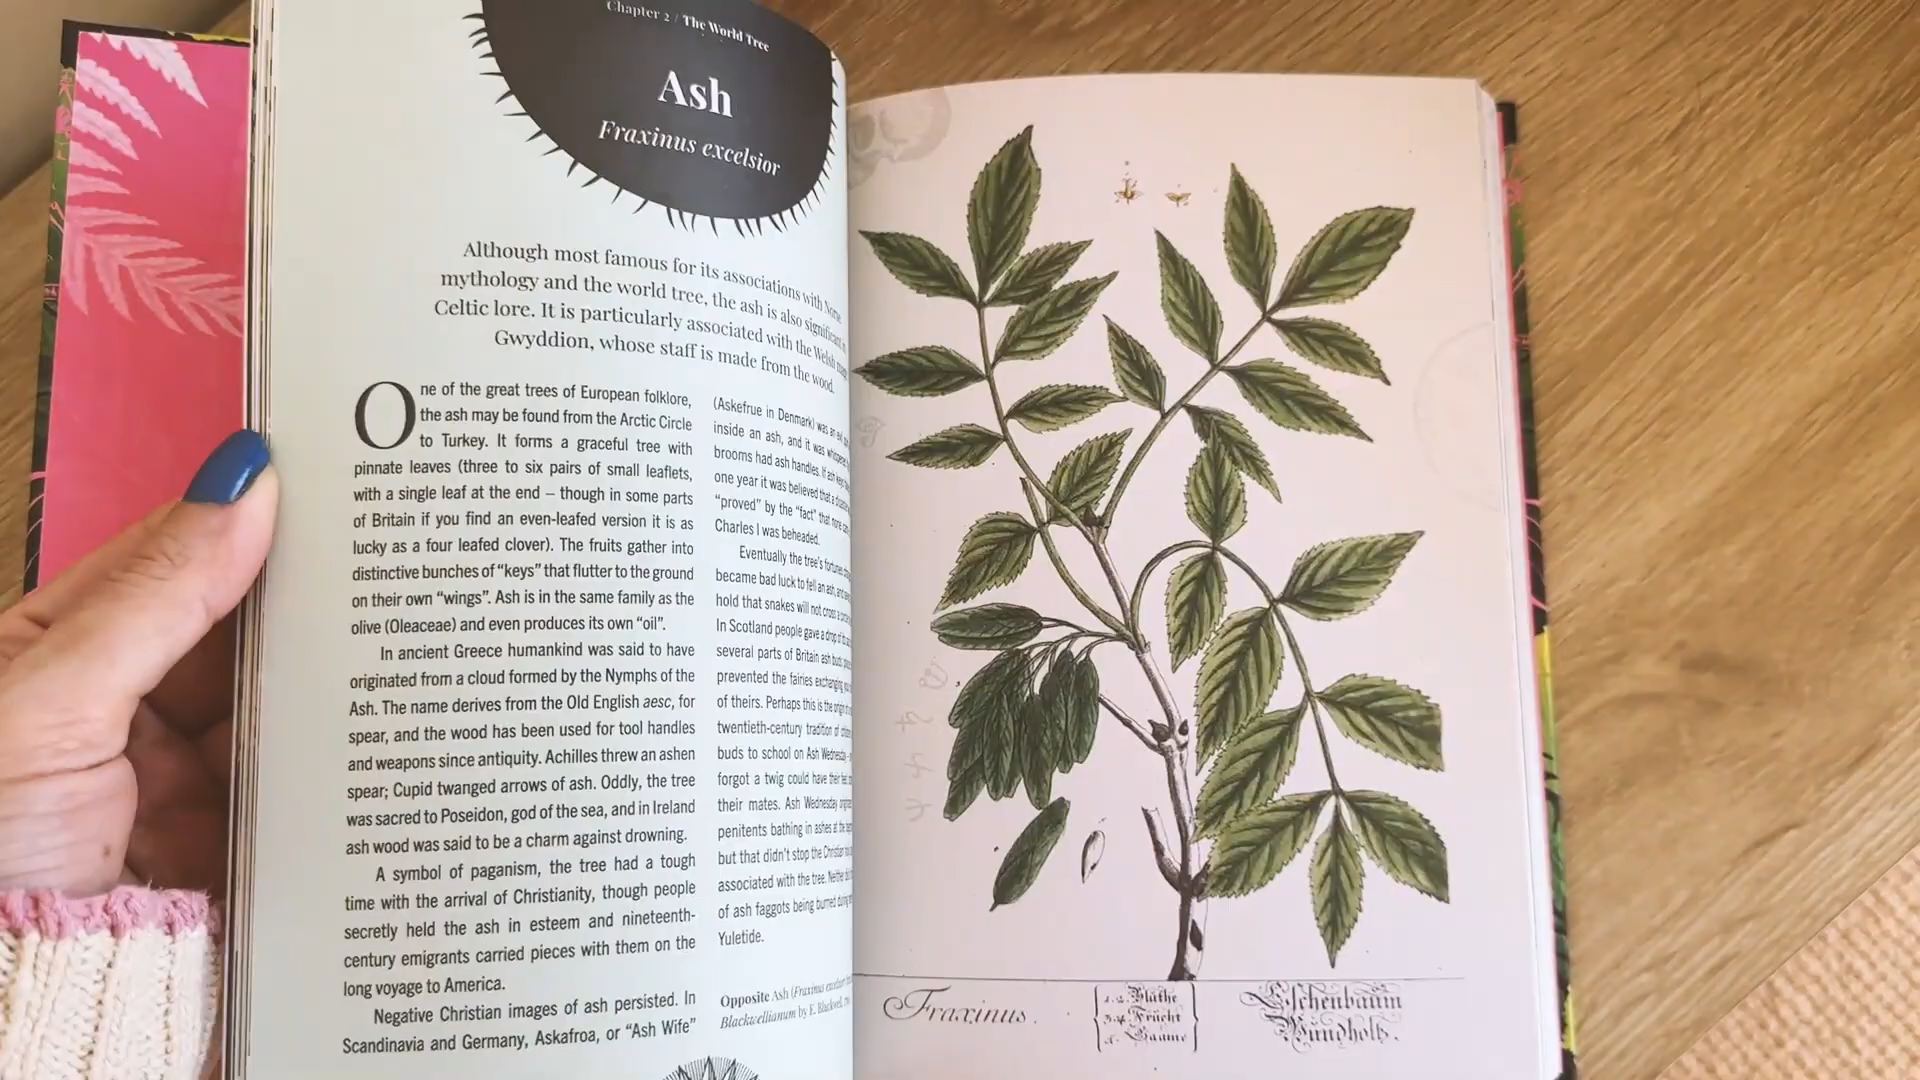 Chapter 2 / The World Tree
Ash
Fraxinus excelsior
Although most famous for its associations with Norse
mythology and the world tree, the ash is also significant in
Celtic lore. It is particularly associated with the Welsh
Gwyddion, whose staff is made from the wood.
One of the great trees of European folklore,
the ash may be found from the Arctic Circle
to Turkey. It forms a graceful tree with
pinnate leaves (three to six pairs of small leaflets,
with a single leaf at the end – though in some parts
of Britain if you find an even-leafed version it is as
lucky as a four leafed clover). The fruits gather into
distinctive bunches of “keys” that flutter to the ground
on their own “wings”. Ash is in the same family as the
olive (Oleaceae) and even produces its own “oil”.
In ancient Greece humankind was said to have
originated from a cloud formed by the Nymphs of the
Ash. The name derives from the Old English aesc, for
spear, and the wood has been used for tool handles
and weapons since antiquity. Achilles threw an ashen
spear; Cupid twanged arrows of ash. Oddly, the tree
was sacred to Poseidon, god of the sea, and in Ireland
ash wood was said to be a charm against drowning.
A symbol of paganism, the tree had a tough
time with the arrival of Christianity, though people
secretly held the ash in esteem and nineteenth-
century emigrants carried pieces with them on the
long voyage to America.
Negative Christian images of ash persisted. In
Scandinavia and Germany, Askafroa, or “Ash Wife”
(Askefrue in Denmark) was an evil
inside an ash, and it was
brooms had ash handles. If ash keys
one year it was believed that a
“proved” by the “fact” that none
Charles I was beheaded.
Eventually the tree's fortunes
became bad luck to fell an ash, and
hold that snakes will not cross a
In Scotland people gave a drop of its
several parts of Britain ash buds
prevented the fairies exchanging
of theirs. Perhaps this is the origin of
twentieth-century tradition of
buds to school on Ash Wednesday
forgot a twig could have their feet
their mates. Ash Wednesday
penitents bathing in ashes at the
but that didn't stop the Christian
associated with the tree. Neither
of ash faggots being burned during
Yuletide.
Opposite Ash (Fraxinus excelsior)
Blackwellianum by E. Blackwell,
Fraxinus.
1.2. Blüthe
3.4. Frucht
Saame
Eschenbaum
Wundholtz.